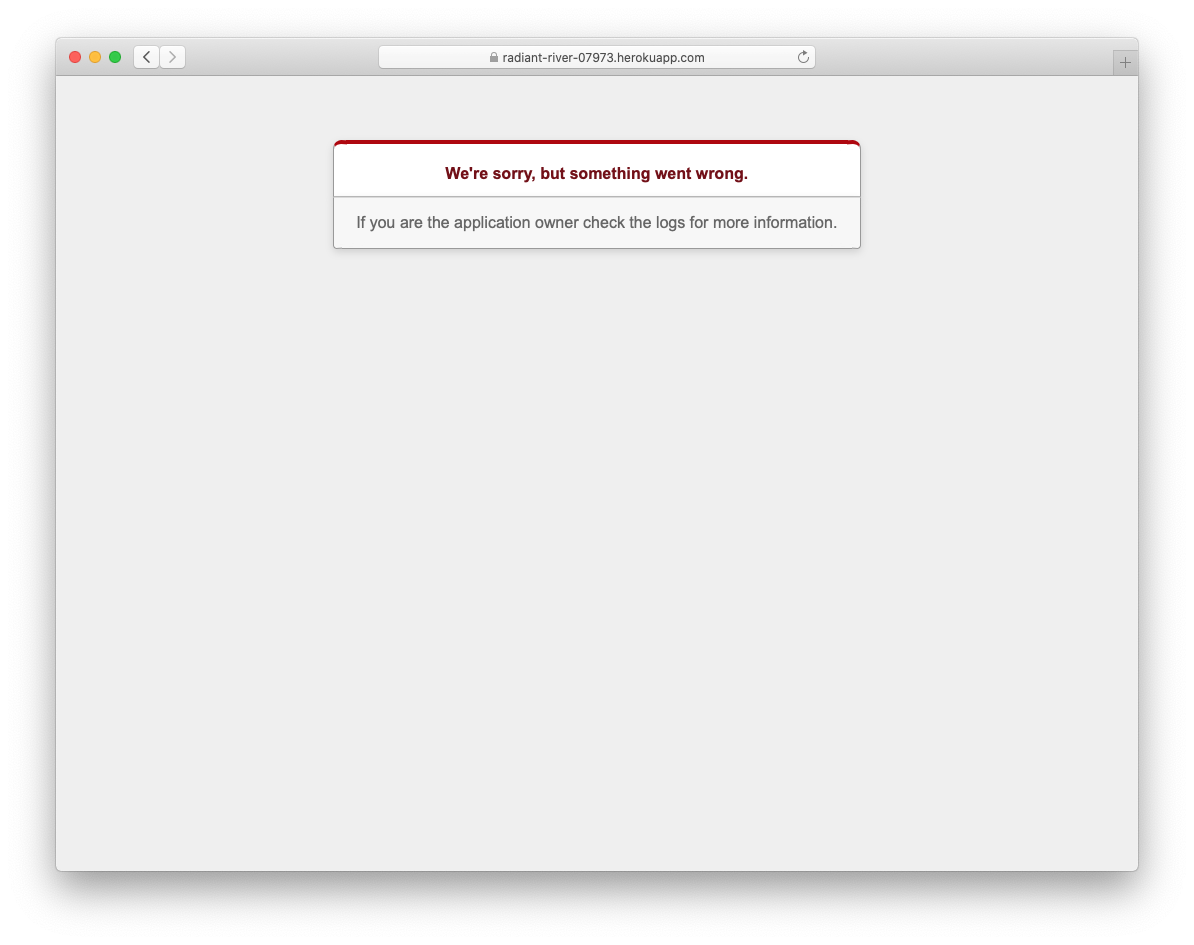 radiant-river-07973.herokuapp.com
We're sorry, but something went wrong.
If you are the application owner check the logs for more information.